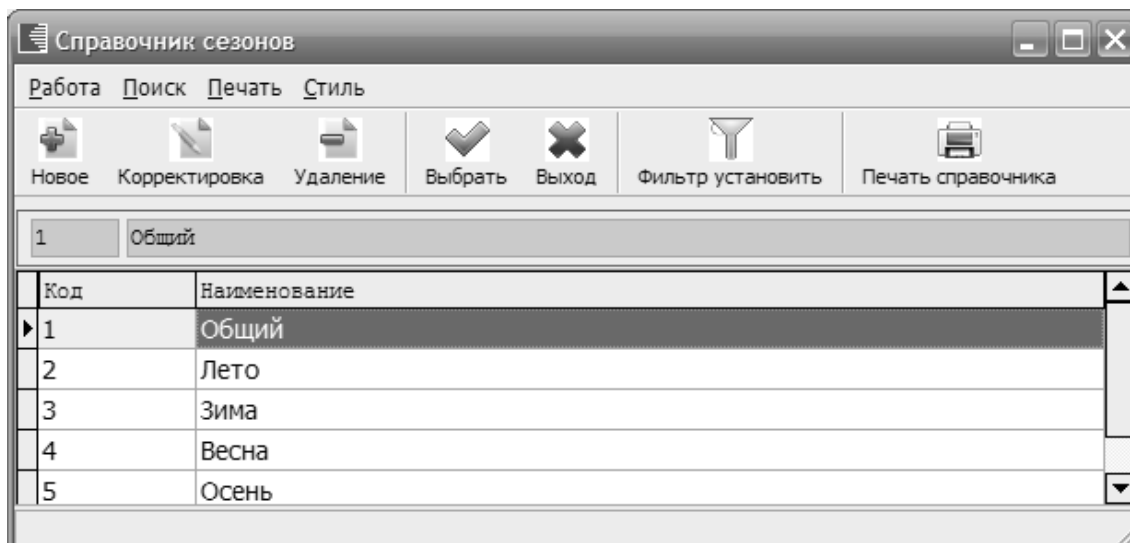 Справочник сезонов
Работа Поиск Печать Стиль
Новое Корректировка Удаление Выбрать Выход Фильтр установить Печать справочника
1 Общий
Код Наименование
1 Общий
2 Лето
3 Зима
4 Весна
5 Осень